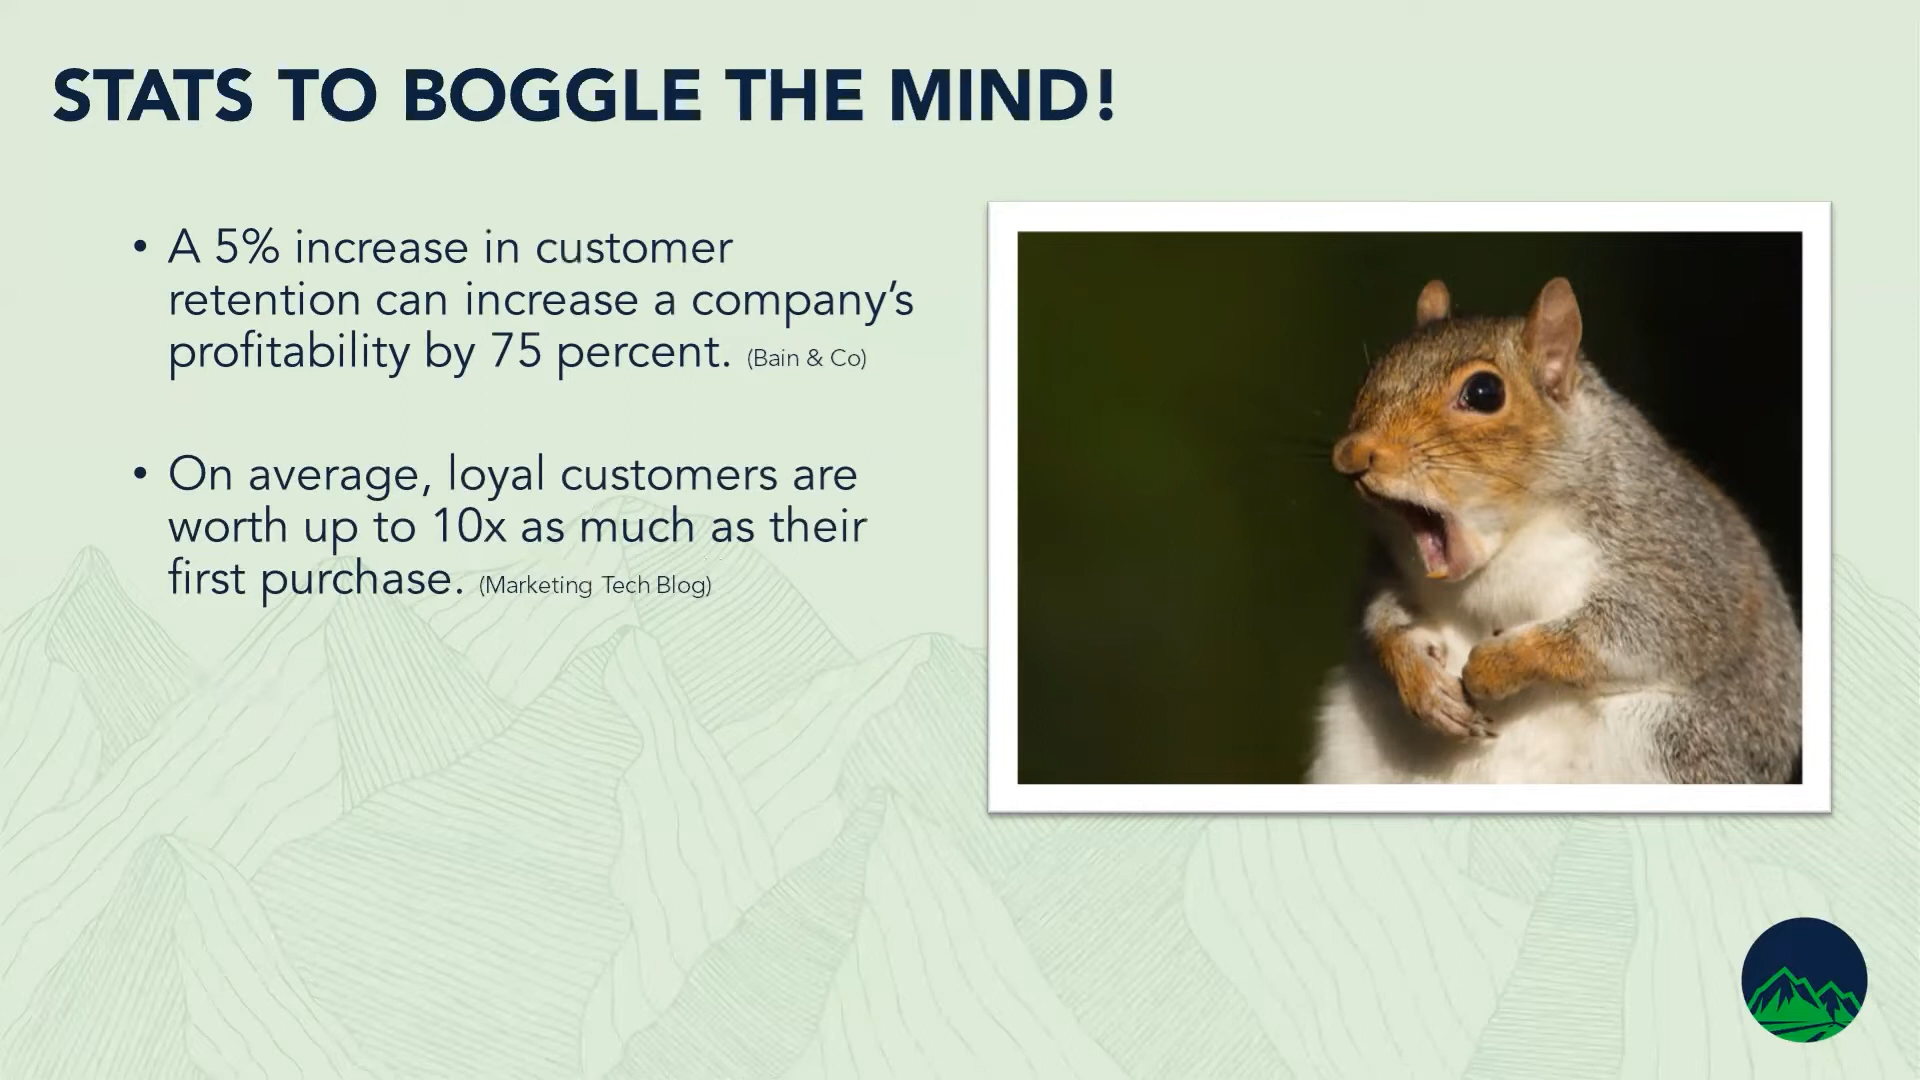 STATS TO BOGGLE THE MIND!
• A 5% increase in customer
retention can increase a company’s
profitability by 75 percent. (Bain & Co)
• On average, loyal customers are
worth up to 10x as much as their
first purchase. (Marketing Tech Blog)